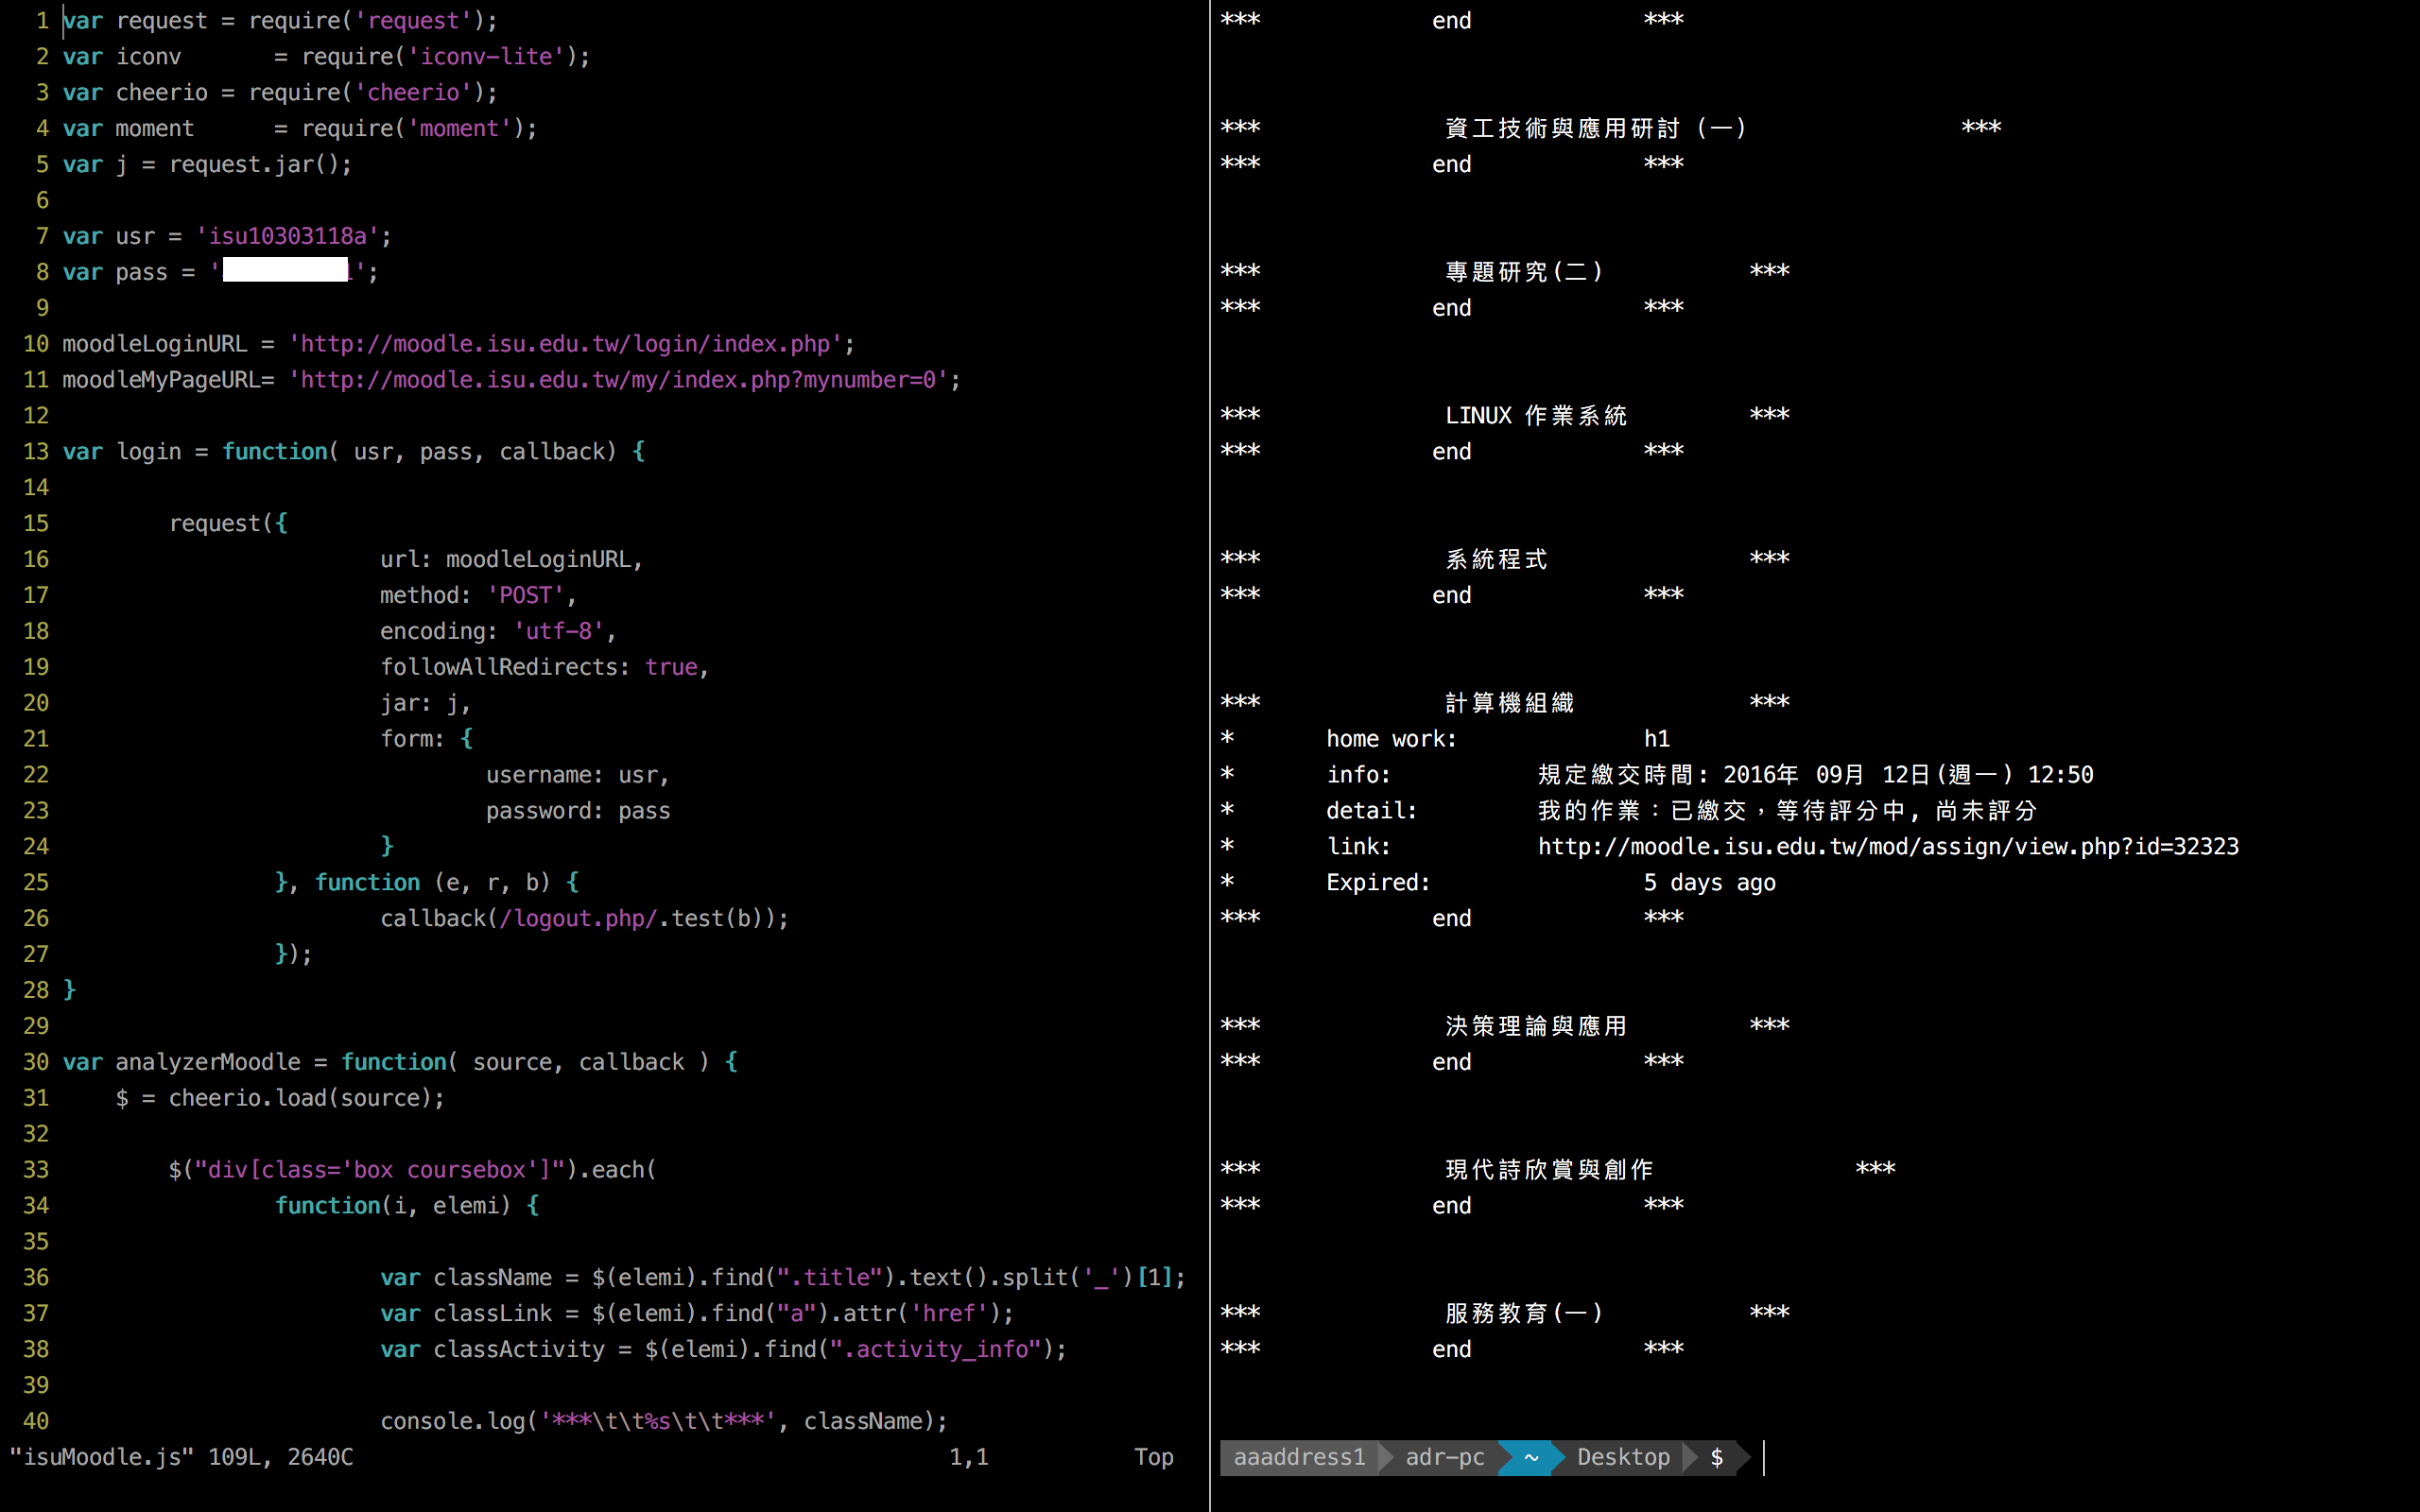 1 var request = require('request');
2 var iconv       = require('iconv-lite');
3 var cheerio = require('cheerio');
4 var moment      = require('moment');
5 var j = request.jar();
6
7 var usr = 'isu10303118a';
8 var pass = '';
9
10 moodleLoginURL = 'http://moodle.isu.edu.tw/login/index.php';
11 moodleMyPageURL= 'http://moodle.isu.edu.tw/my/index.php?mynumber=0';
12
13 var login = function( usr, pass, callback) {
14
15         request({
16                         url: moodleLoginURL,
17                         method: 'POST',
18                         encoding: 'utf-8',
19                         followAllRedirects: true,
20                         jar: j,
21                         form: {
22                                 username: usr,
23                                 password: pass
24                         }
25                 }, function (e, r, b) {
26                         callback(/logout.php/.test(b));
27                 });
28 }
29
30 var analyzerMoodle = function( source, callback ) {
31     $ = cheerio.load(source);
32
33         $("div[class='box coursebox']").each(
34                 function(i, elemi) {
35
36                         var className = $(elemi).find(".title").text().split('_')[1];
37                         var classLink = $(elemi).find("a").attr('href');
38                         var classActivity = $(elemi).find(".activity_info");
39
40                         console.log('***\t\t%s\t\t***', className);
"isuMoodle.js" 109L, 2640C                                             1,1           Top
***             end             ***
***             資工技術與應用研討 (一)                ***
***             end             ***
***             專題研究(二)           ***
***             end             ***
***             LINUX 作業系統         ***
***             end             ***
***             系統程式               ***
***             end             ***
***             計算機組織             ***
*       home work:              h1
*       info:           規定繳交時間: 2016年 09月 12日(週一) 12:50
*       detail:         我的作業：已繳交，等待評分中, 尚未評分
*       link:           http://moodle.isu.edu.tw/mod/assign/view.php?id=32323
*       Expired:                5 days ago
***             end             ***
***             決策理論與應用         ***
***             end             ***
***             現代詩欣賞與創作               ***
***             end             ***
***             服務教育(一)           ***
***             end             ***
aaaddress1 adr-pc ~ Desktop $